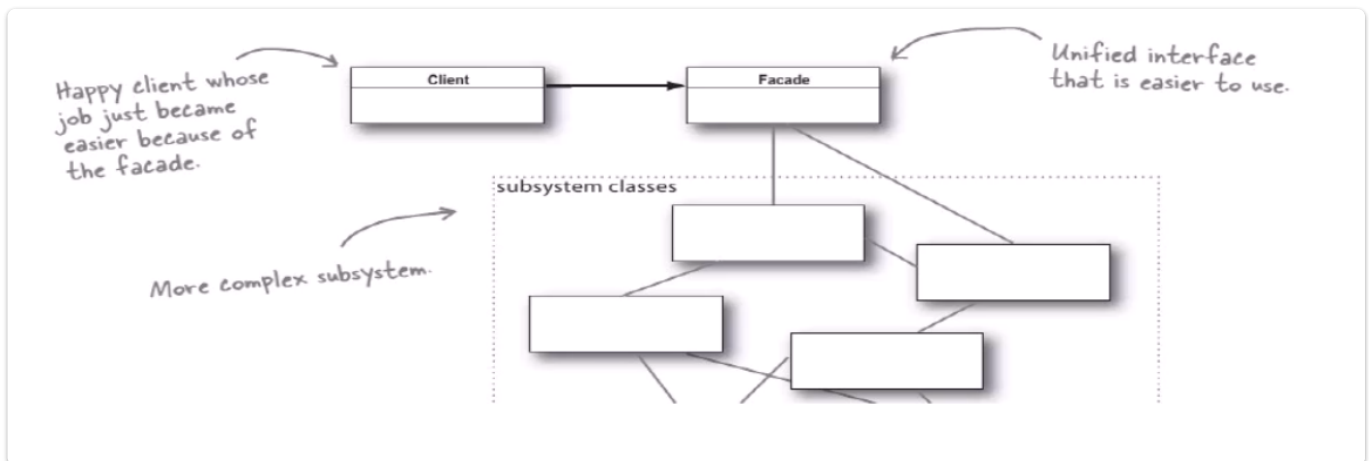 Happy client whose
job just became
easier because of
the facade.
Client
Facade
Unified interface
that is easier to use.
subsystem classes
More complex subsystem.